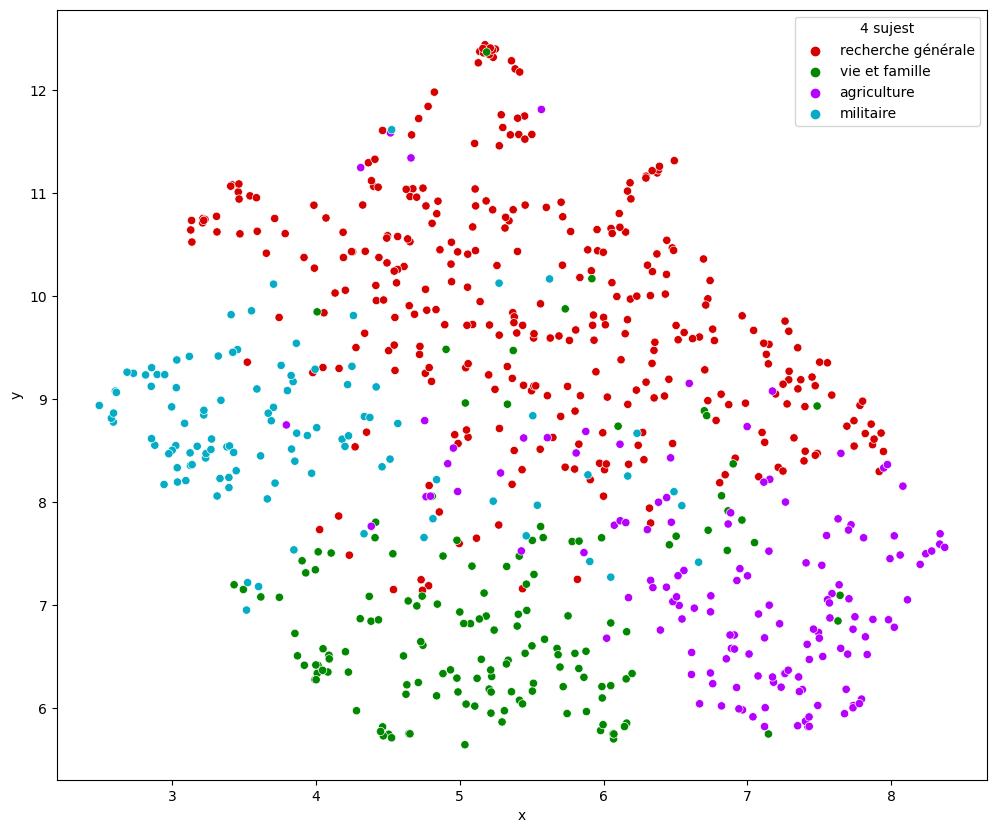 4 sujest
recherche générale
vie et famille
agriculture
militaire
12
11
10
9
8
7
6
y
3 4 5 6 7 8
x